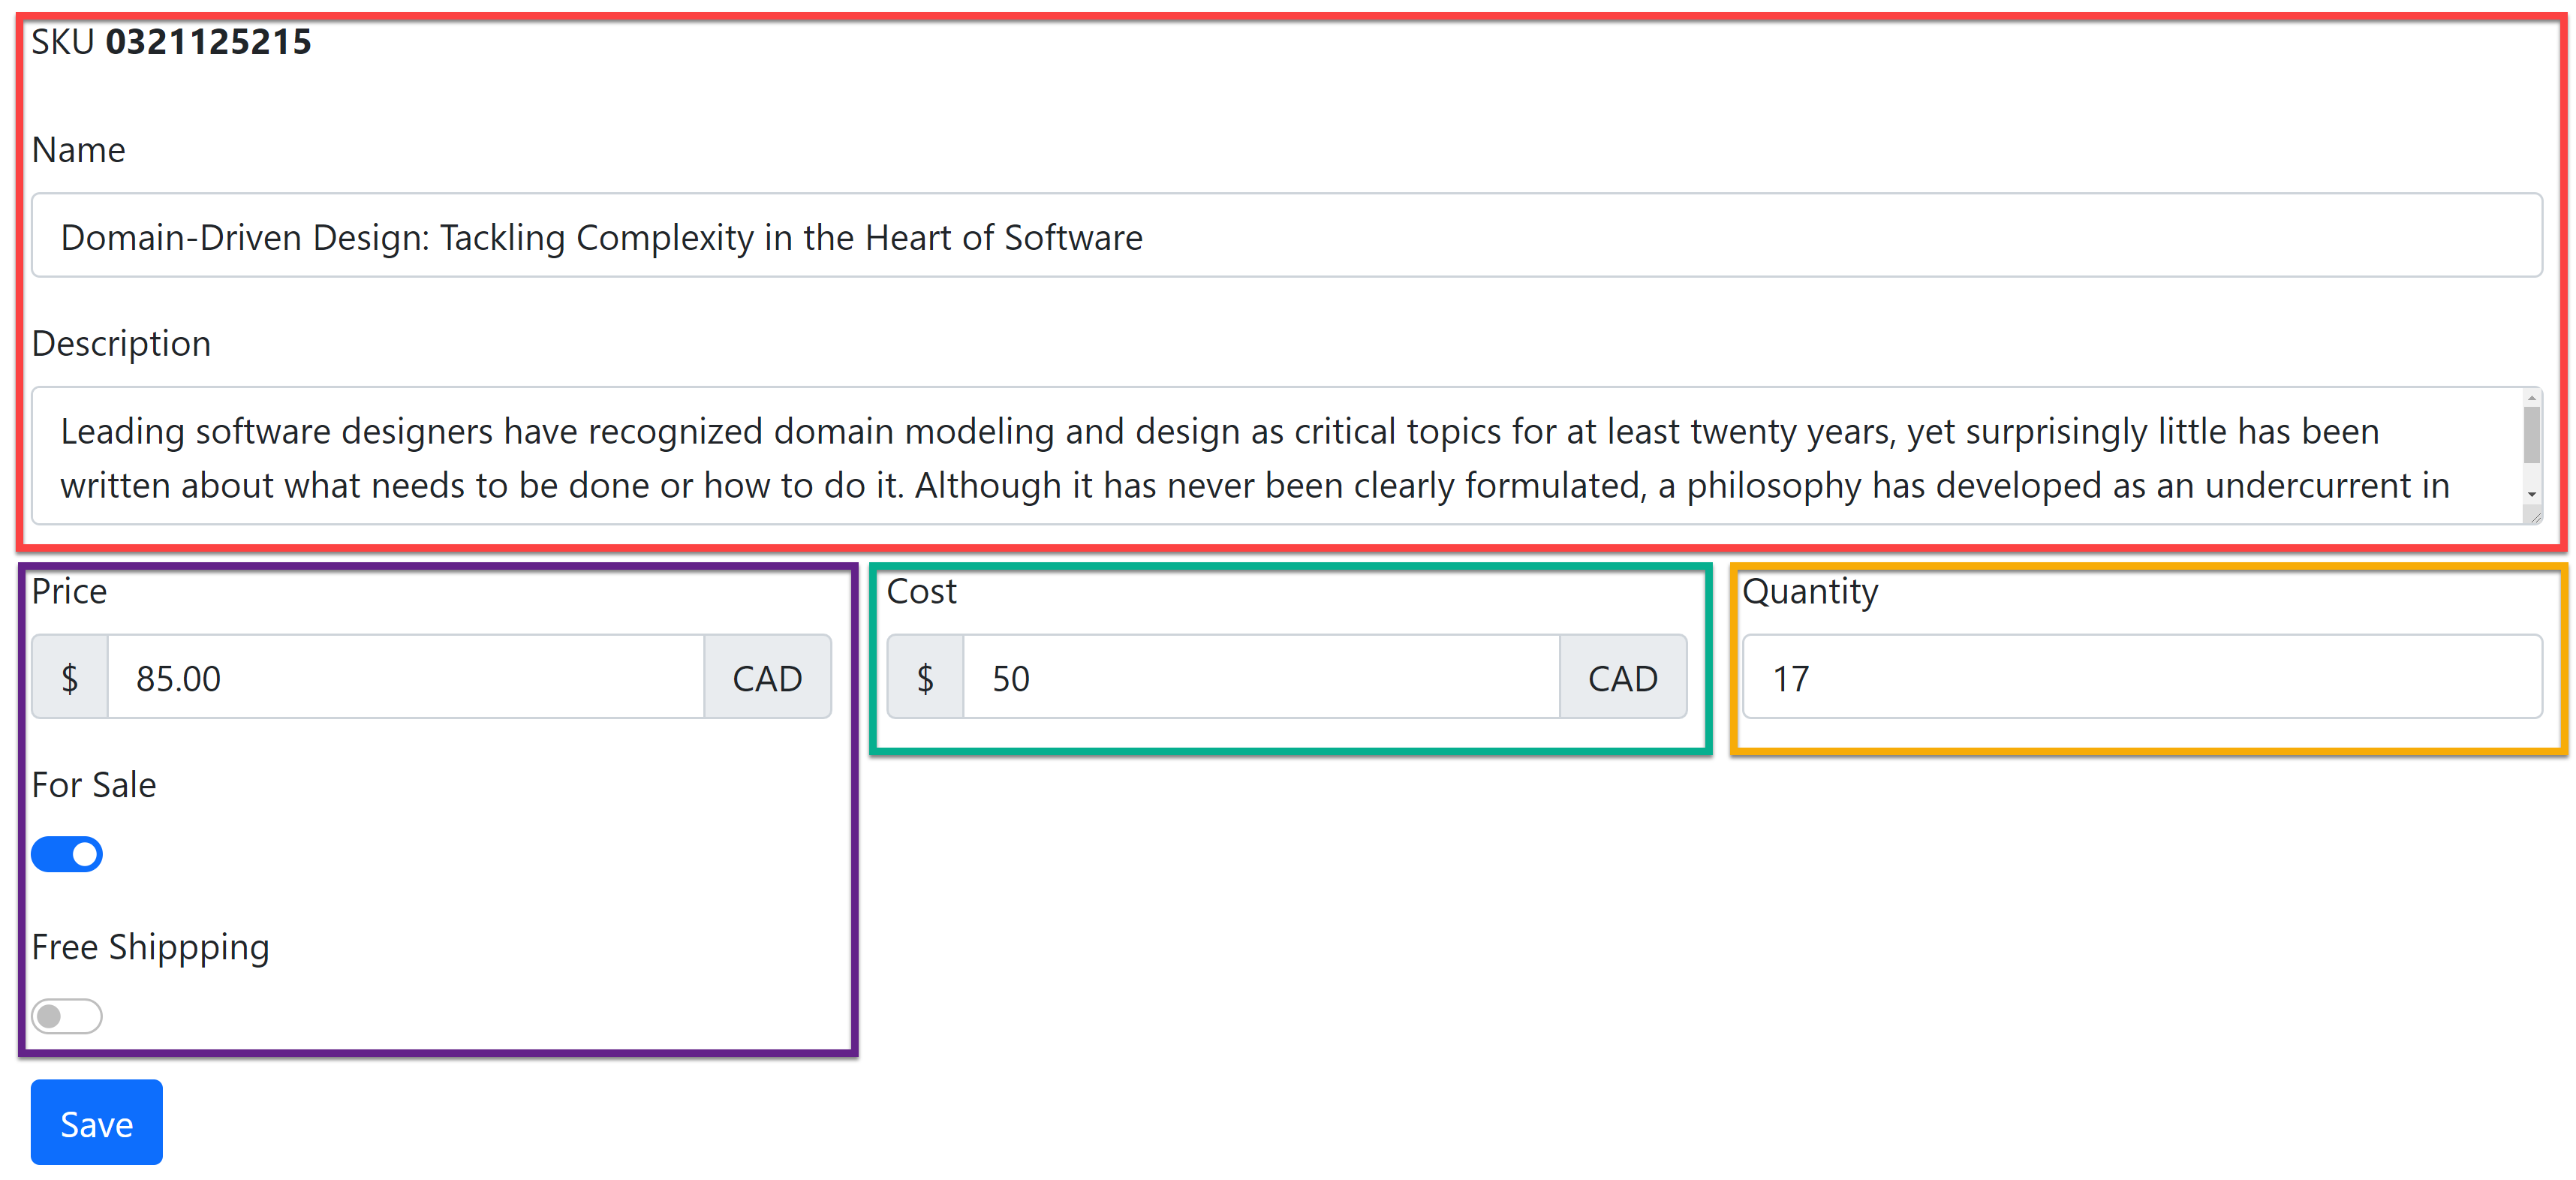 SKU 0321125215
Name
Domain-Driven Design: Tackling Complexity in the Heart of Software
Description
Leading software designers have recognized domain modeling and design as critical topics for at least twenty years, yet surprisingly little has been
written about what needs to be done or how to do it. Although it has never been clearly formulated, a philosophy has developed as an undercurrent in
Price
$ 85.00 CAD
Cost
$ 50 CAD
Quantity
17
For Sale
Free Shippping
Save